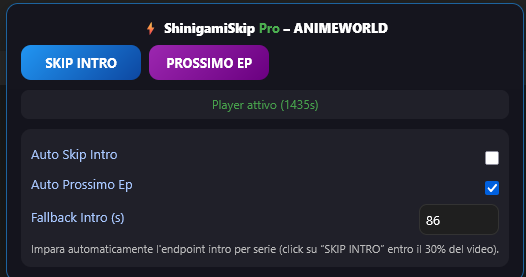 ⚡ ShinigamiSkip Pro – ANIMEWORLD
SKIP INTRO PROSSIMO EP
Player attivo (1435s)
Auto Skip Intro
Auto Prossimo Ep
Fallback Intro (s) 86
Impara automaticamente l'endpoint intro per serie (click su "SKIP INTRO" entro il 30% del video).